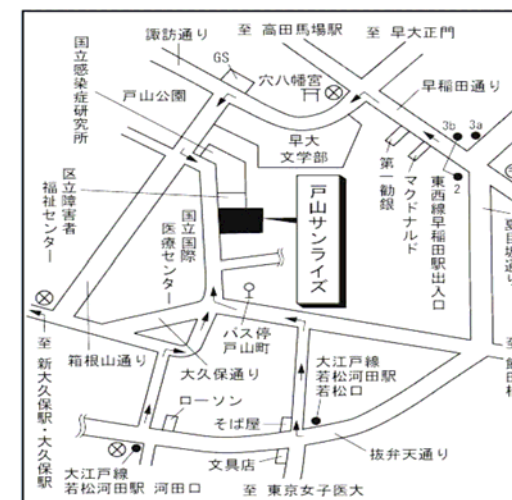 諏訪通り
至 高田馬場駅
至 早大正門
GS
穴八幡宮
早稲田通り
国立感染症研究所
戸山公園
早大
文学部
3b
3a
第一勧銀
マクドナルド
2
東西線早稲田駅出入口
区立障害者
福祉センター
国立国際
医療センター
戸山サンライズ
夏目坂通り
バス停
戸山町
至 新大久保駅・大久保駅
箱根山通り
大久保通り
大江戸線
若松河田駅
若松口
ローソン
そば屋
文具店
抜弁天通り
大江戸線
若松河田駅 河田口
至 東京女子医大